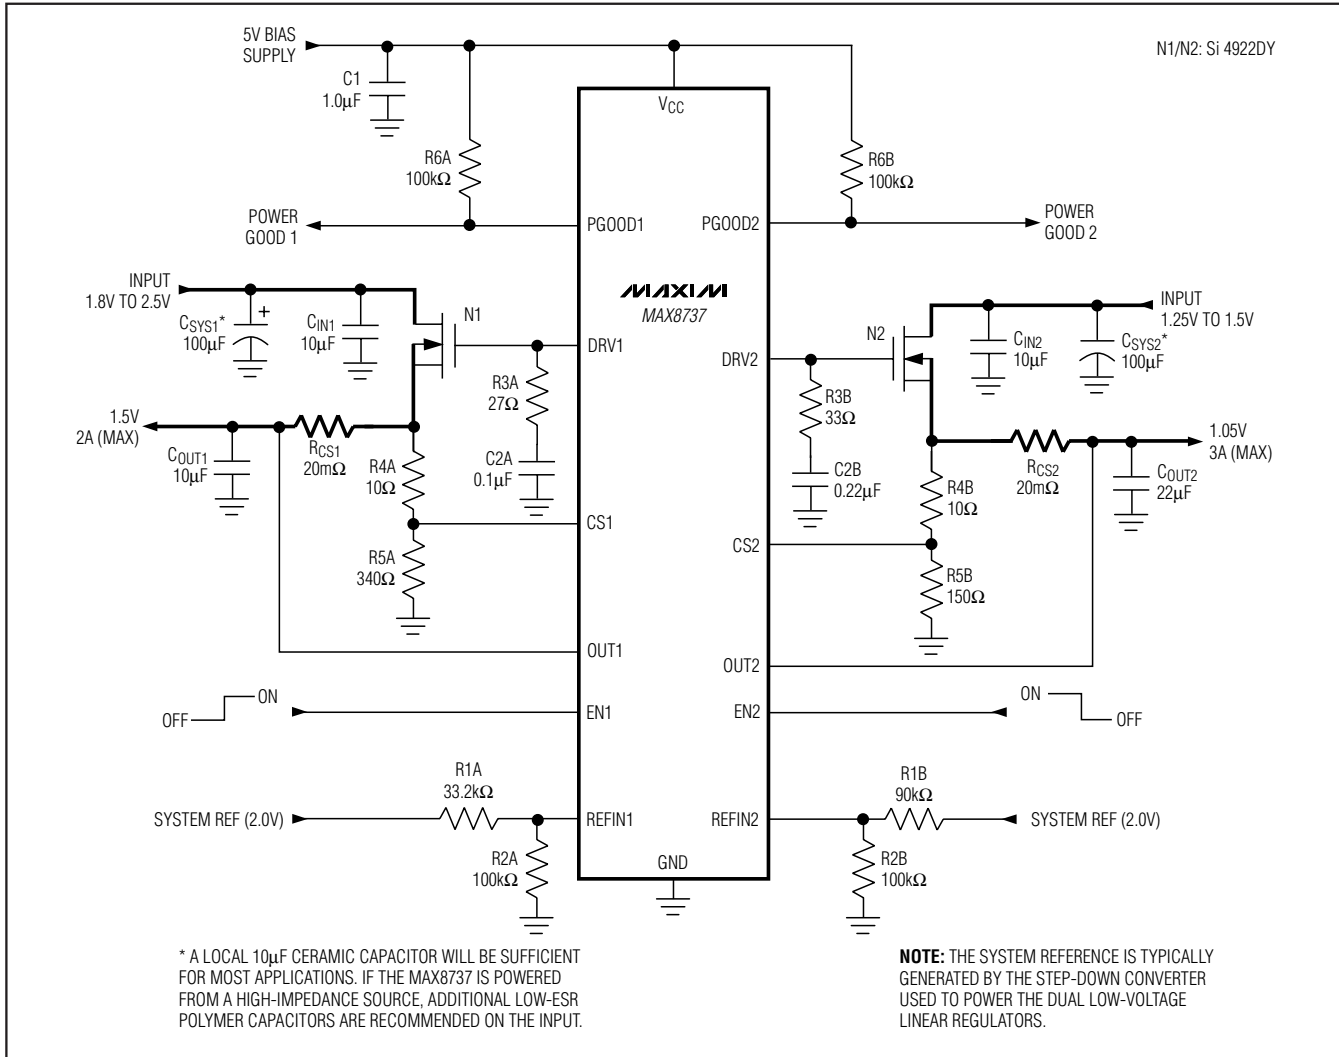 5V BIAS
SUPPLY
N1/N2: Si 4922DY
C1
1.0µF
VCC
R6A
100kΩ
R6B
100kΩ
POWER
GOOD 1
PGOOD1
PGOOD2
POWER
GOOD 2
INPUT
1.8V TO 2.5V
MAXIM
MAX8737
INPUT
1.25V TO 1.5V
CSYS1*
100µF
+
CIN1
10µF
N1
DRV1
DRV2
N2
CIN2
10µF
CSYS2*
100µF
R3A
27Ω
R3B
33Ω
1.5V
2A (MAX)
COUT1
10µF
RCS1
20mΩ
R4A
10Ω
C2A
0.1µF
C2B
0.22µF
R4B
10Ω
RCS2
20mΩ
COUT2
22µF
1.05V
3A (MAX)
CS1
CS2
R5A
340Ω
R5B
150Ω
OUT1
OUT2
OFF
ON
EN1
EN2
ON
OFF
R1A
33.2kΩ
R1B
90kΩ
SYSTEM REF (2.0V)
REFIN1
REFIN2
SYSTEM REF (2.0V)
R2A
100kΩ
GND
R2B
100kΩ
* A LOCAL 10µF CERAMIC CAPACITOR WILL BE SUFFICIENT
FOR MOST APPLICATIONS. IF THE MAX8737 IS POWERED
FROM A HIGH-IMPEDANCE SOURCE, ADDITIONAL LOW-ESR
POLYMER CAPACITORS ARE RECOMMENDED ON THE INPUT.
NOTE: THE SYSTEM REFERENCE IS TYPICALLY
GENERATED BY THE STEP-DOWN CONVERTER
USED TO POWER THE DUAL LOW-VOLTAGE
LINEAR REGULATORS.